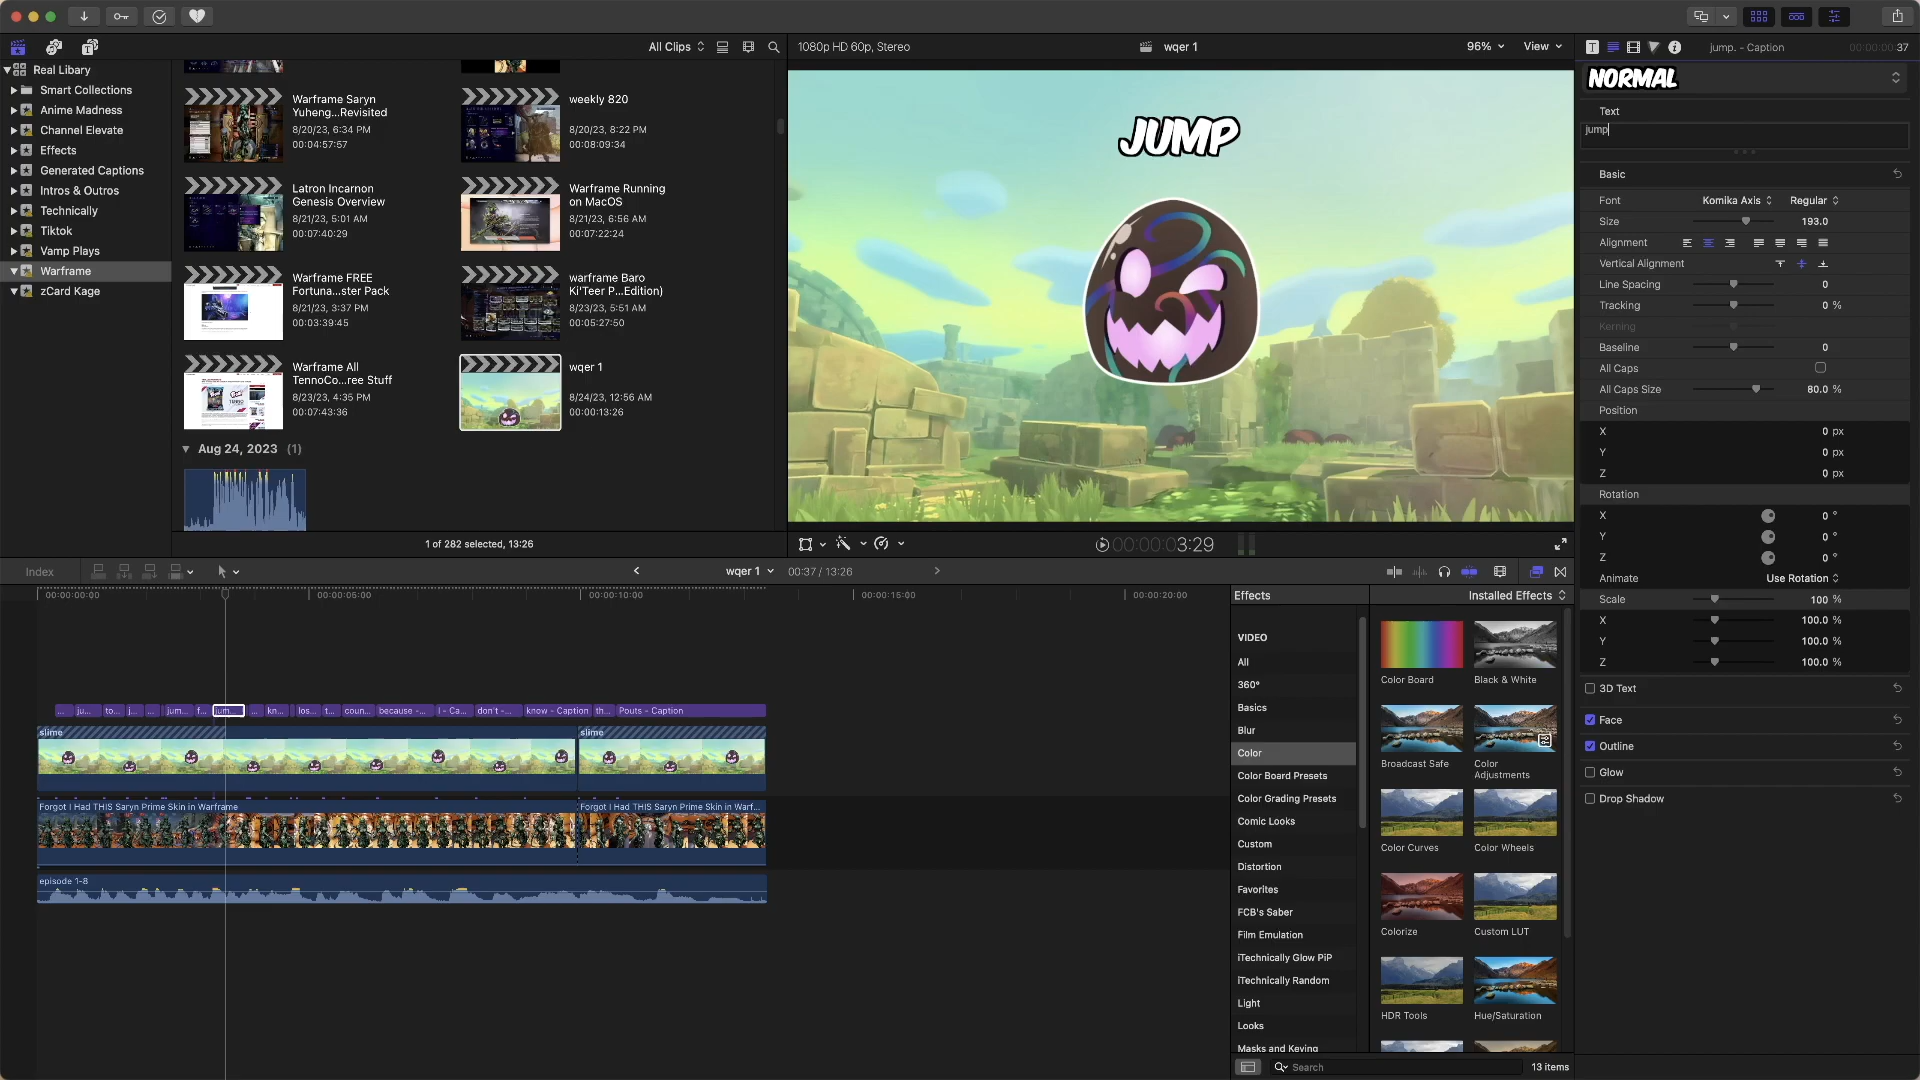 All Clips
1080p HD 60p, Stereo
wqer 1
96%
View
jump. - Caption
00:00:00:00:37
Real Libary
Smart Collections
Anime Madness
Channel Elevate
Effects
Generated Captions
Intros & Outros
Technically
Tiktok
Vamp Plays
Warframe
zCard Kage
Warframe Saryn
Yuheng...Revisited
8/20/23, 6:34 PM
00:04:57:57
weekly 820
8/20/23, 8:22 PM
00:08:09:34
Latron Incarnon
Genesis Overview
8/21/23, 5:01 AM
00:07:40:29
Warframe Running
on MacOS
8/21/23, 6:56 AM
00:07:22:24
Warframe FREE
Fortuna...ster Pack
8/21/23, 3:37 PM
00:03:39:45
warframe Baro
Ki'Teer P...Edition)
8/23/23, 5:51 AM
00:05:27:50
Warframe All
TennoCo...ree Stuff
8/23/23, 4:35 PM
00:07:43:36
wqer 1
8/24/23, 12:56 AM
00:00:13:26
Aug 24, 2023 (1)
1 of 282 selected, 13:26
JUMP
00:00:03:29
NORMAL
Text
jump
Basic
Font Komika Axis Regular
Size 193.0
Alignment
Vertical Alignment
Line Spacing 0
Tracking 0 %
Kerning
Baseline 0
All Caps
All Caps Size 80.0 %
Position
X 0 px
Y 0 px
Z 0 px
Rotation
X 0 °
Y 0 °
Z 0 °
Animate Use Rotation
Scale 100 %
X 100.0 %
Y 100.0 %
Z 100.0 %
3D Text
Face
Outline
Glow
Drop Shadow
Index
wqer 1
00:37 / 13:26
00:00:00:00
00:00:05:00
00:00:10:00
00:00:15:00
00:00:20:00
... ju... to... j... ... jum... f... jum... ... kn... los... t... coun... because -... I - Ca... don't -... know - Caption th... Pouts - Caption
slime
slime
Forgot I Had THIS Saryn Prime Skin in Warframe
Forgot I Had THIS Saryn Prime Skin in Warf...
episode 1-8
Effects
Installed Effects
VIDEO
All
360°
Basics
Blur
Color
Color Board Presets
Color Grading Presets
Comic Looks
Custom
Distortion
Favorites
FCB's Saber
Film Emulation
iTechnically Glow PiP
iTechnically Random
Light
Looks
Masks and Keying
Color Board
Black & White
Broadcast Safe
Color
Adjustments
Color Curves
Color Wheels
Colorize
Custom LUT
HDR Tools
Hue/Saturation
Search
13 items